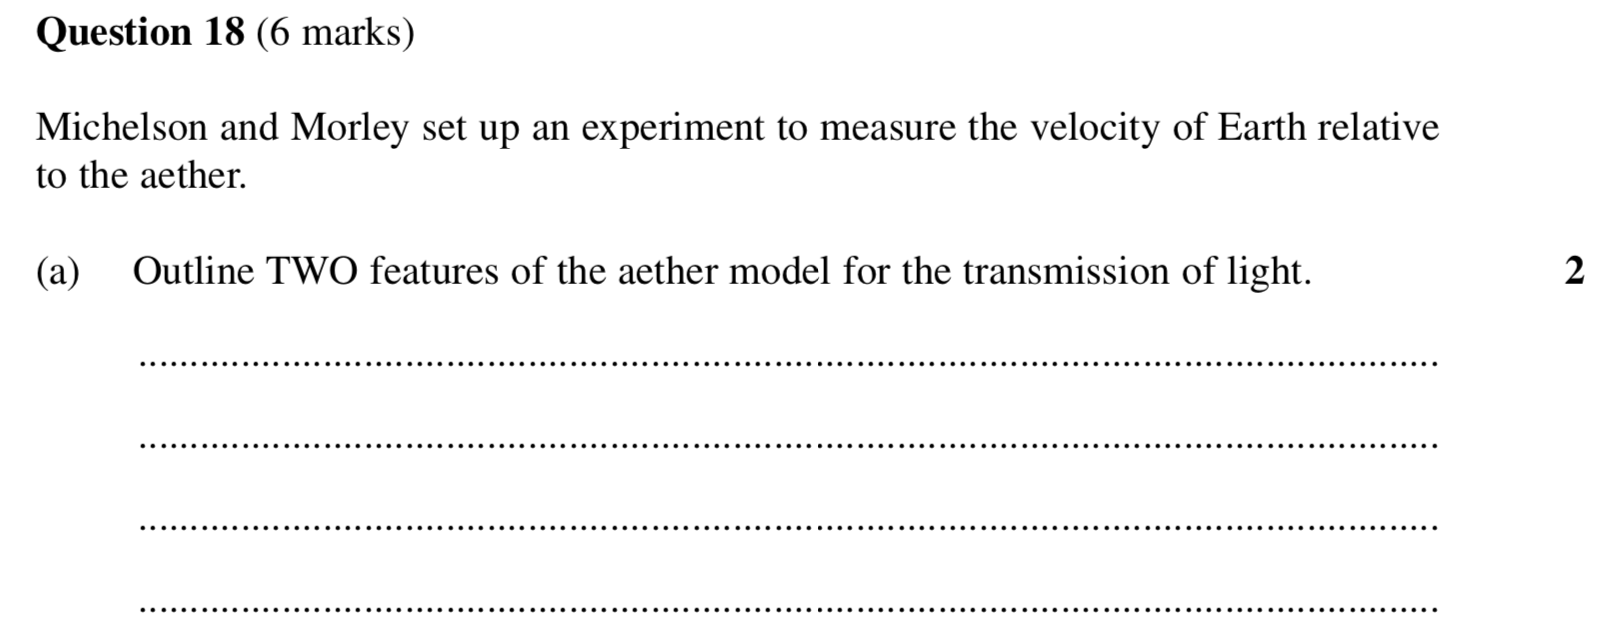 Question 18 (6 marks)
Michelson and Morley set up an experiment to measure the velocity of Earth relative
to the aether.
(a) Outline TWO features of the aether model for the transmission of light. 2